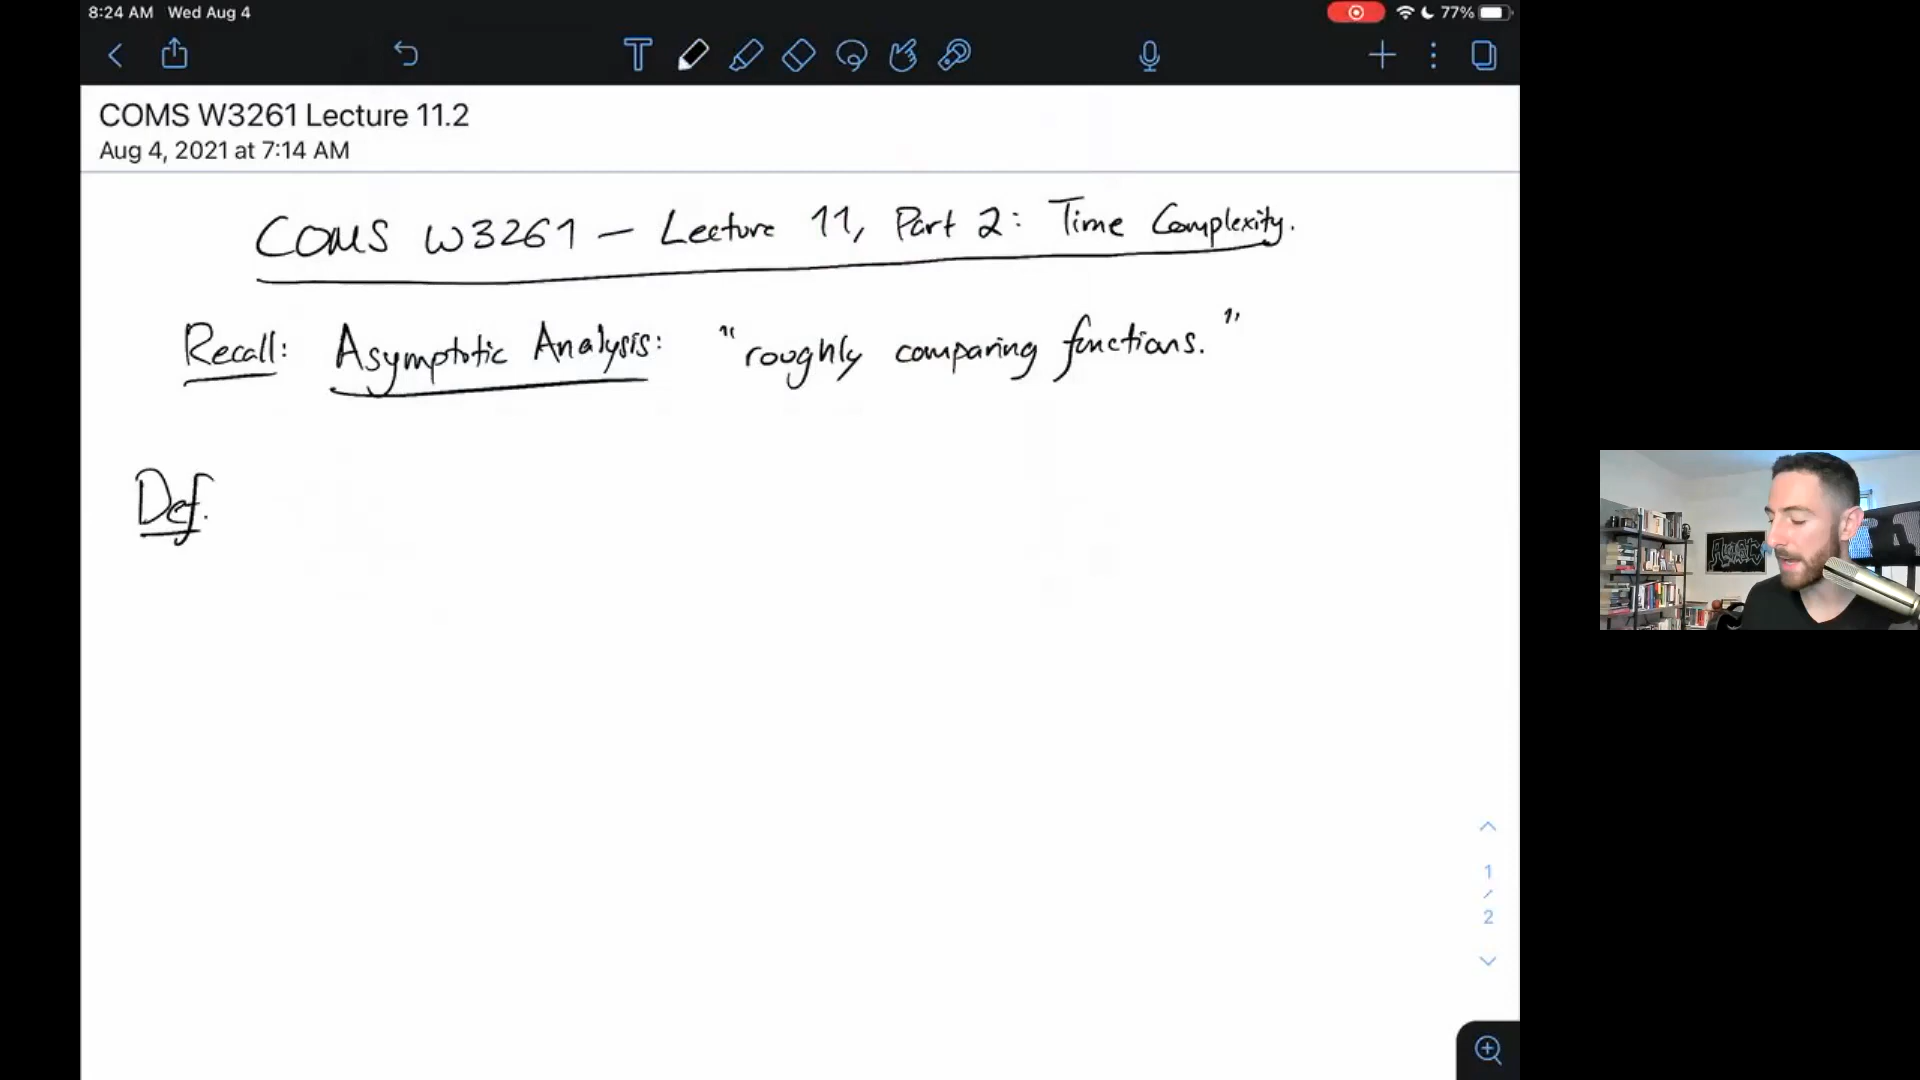 8:24 AM Wed Aug 4
77%
COMS W3261 Lecture 11.2
Aug 4, 2021 at 7:14 AM
COMS W3261 – Lecture 11, Part 2: Time Complexity.
Recall: Asymptotic Analysis: "roughly comparing functions."
Def.
1
/
2